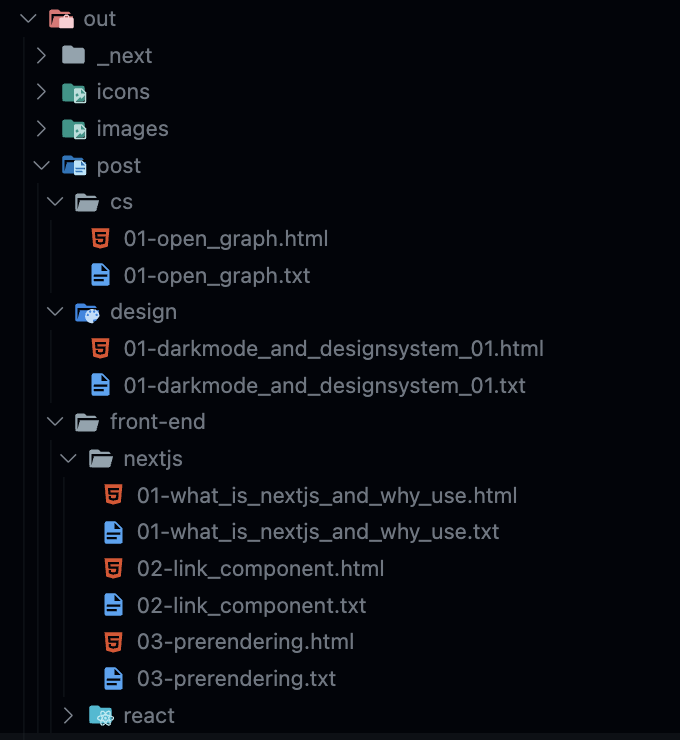 out
_next
icons
images
post
cs
01-open_graph.html
01-open_graph.txt
design
01-darkmode_and_designsystem_01.html
01-darkmode_and_designsystem_01.txt
front-end
nextjs
01-what_is_nextjs_and_why_use.html
01-what_is_nextjs_and_why_use.txt
02-link_component.html
02-link_component.txt
03-prerendering.html
03-prerendering.txt
react